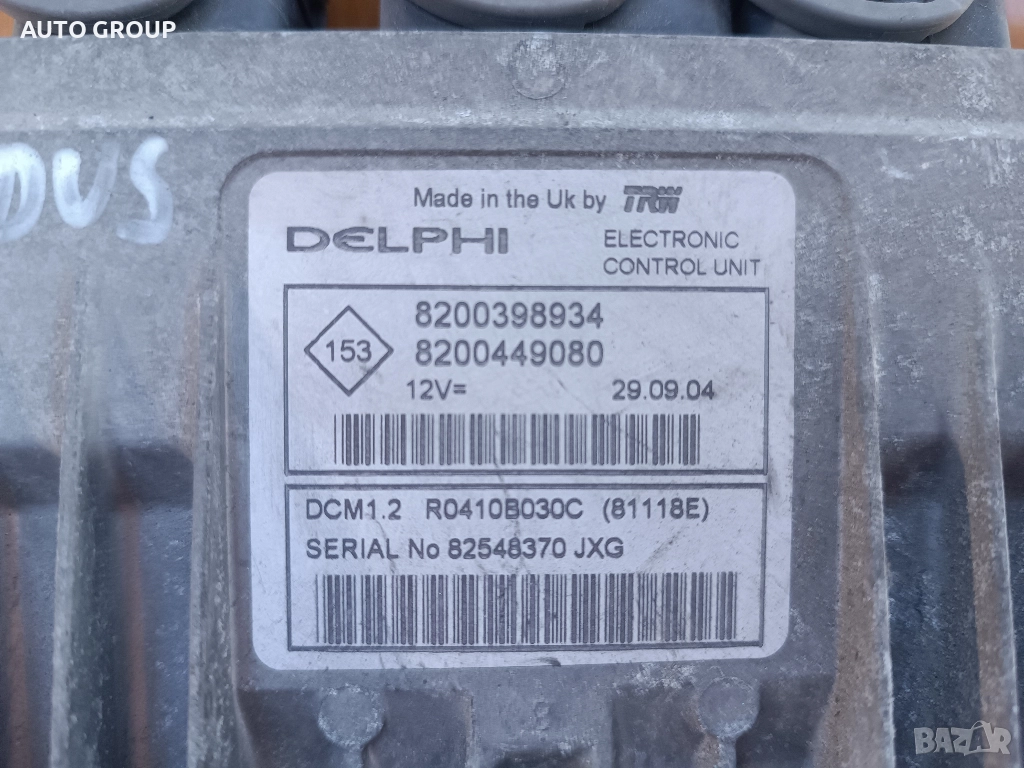 AUTO GROUP
DUS
Made in the Uk by TRW
DELPHI
ELECTRONIC
CONTROL UNIT
153
8200398934
8200449080
12V=
29.09.04
DCM1.2 R0410B030C (81118E)
SERIAL No 82548370 JXG
8
BAZAR